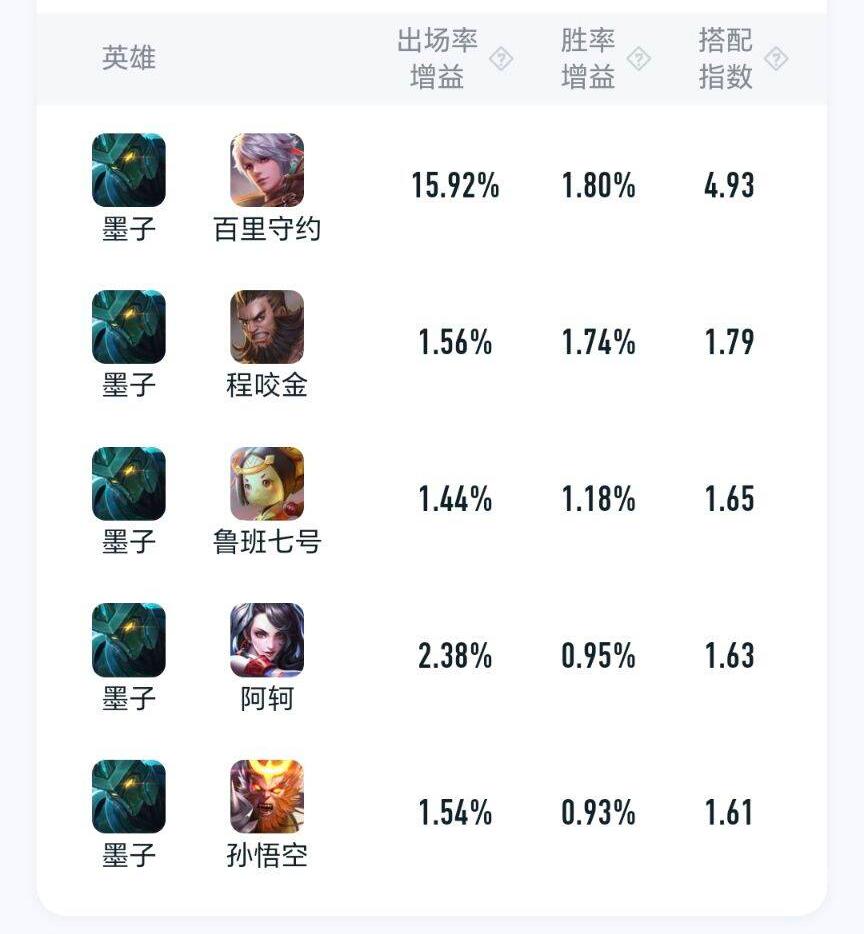 英雄 出场率增益 ? 胜率增益 ? 搭配指数 ?
墨子 百里守约 15.92% 1.80% 4.93
墨子 程咬金 1.56% 1.74% 1.79
墨子 鲁班七号 1.44% 1.18% 1.65
墨子 阿轲 2.38% 0.95% 1.63
墨子 孙悟空 1.54% 0.93% 1.61